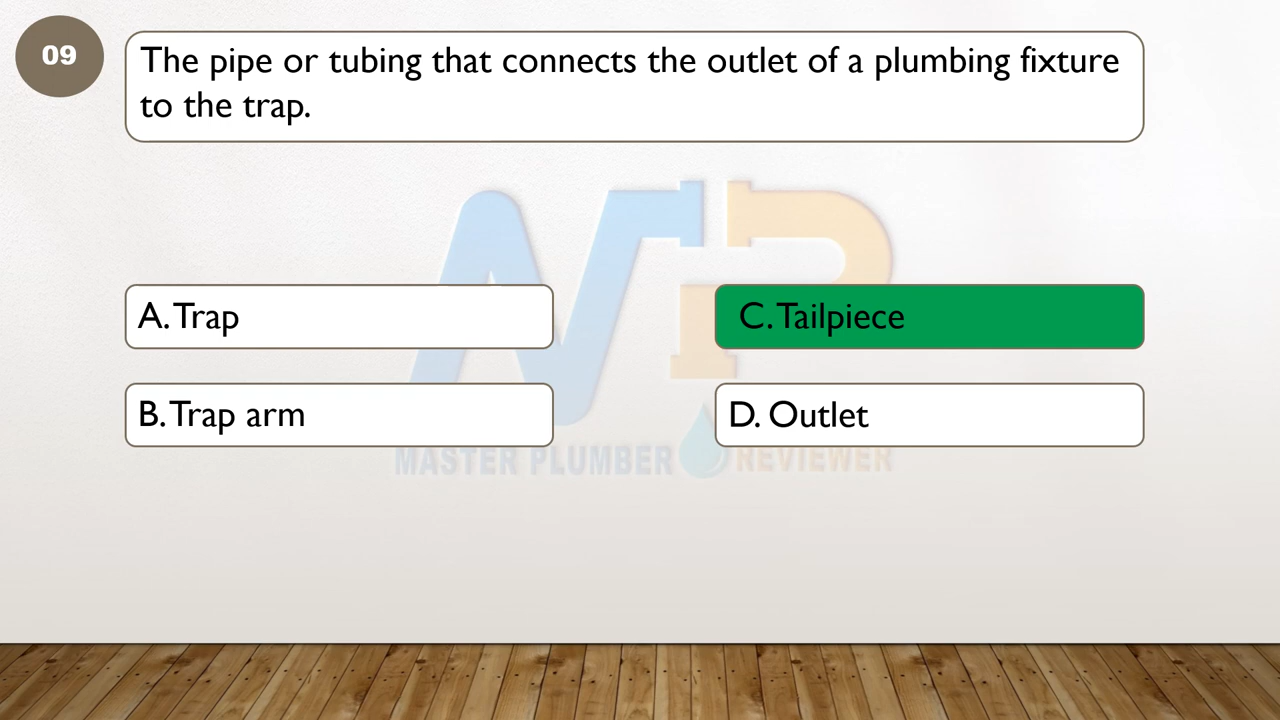 09
The pipe or tubing that connects the outlet of a plumbing fixture
to the trap.
A. Trap
C. Tailpiece
B. Trap arm
D. Outlet
MP
MASTER PLUMBER REVIEWER